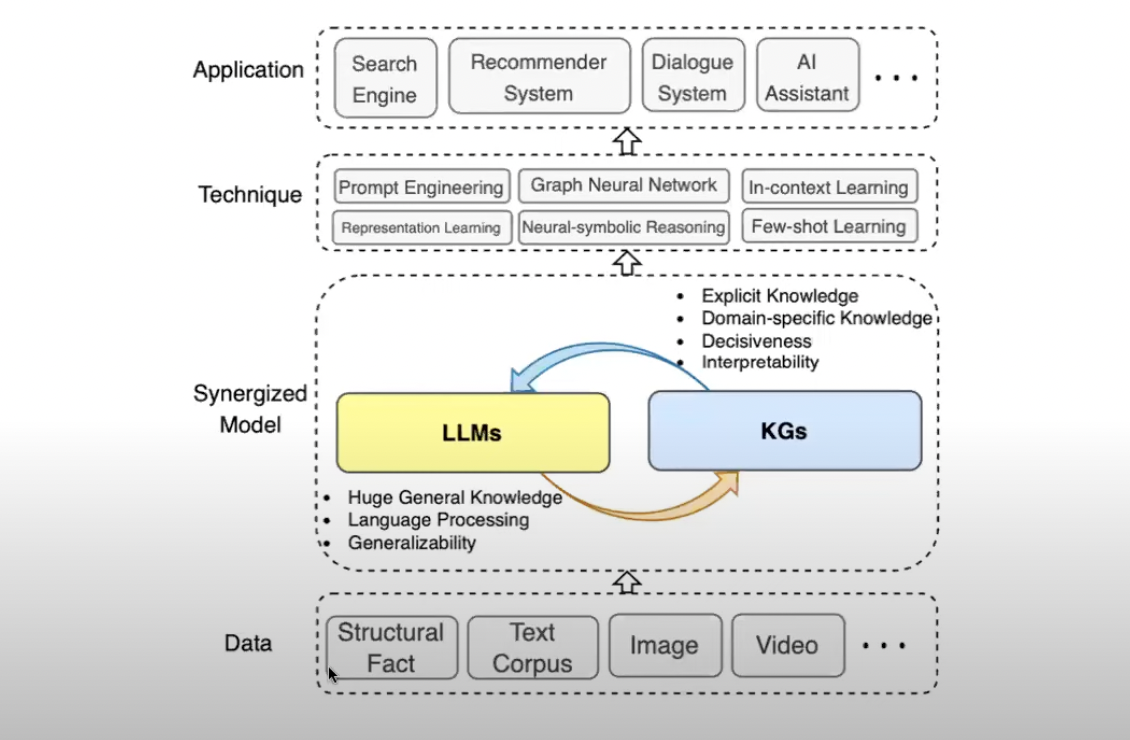 Application
Search
Engine
Recommender
System
Dialogue
System
AI
Assistant
• • •
Technique
Prompt Engineering
Graph Neural Network
In-context Learning
Representation Learning
Neural-symbolic Reasoning
Few-shot Learning
Synergized
Model
• Explicit Knowledge
• Domain-specific Knowledge
• Decisiveness
• Interpretability
LLMs
KGs
• Huge General Knowledge
• Language Processing
• Generalizability
Data
Structural
Fact
Text
Corpus
Image
Video
• • •